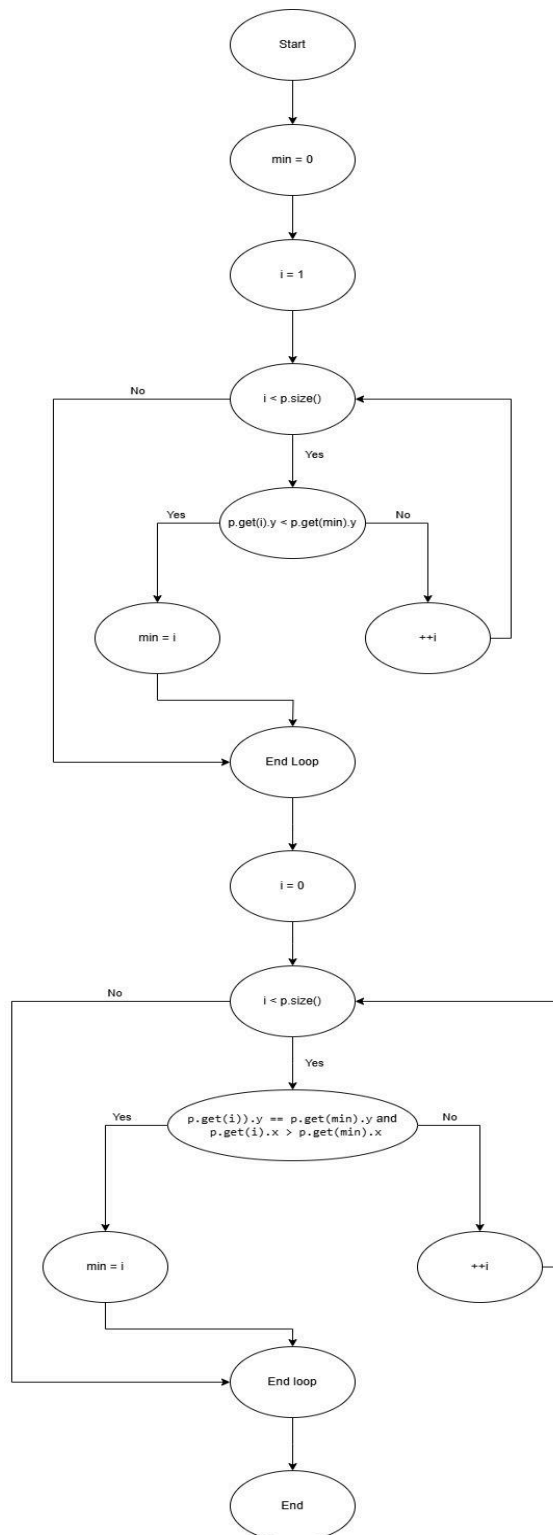 Start
min = 0
i = 1
i < p.size()
No
Yes
p.get(i).y < p.get(min).y
Yes
No
min = i
++i
End Loop
i = 0
i < p.size()
No
Yes
p.get(i)).y == p.get(min).y and
p.get(i).x > p.get(min).x
Yes
No
min = i
++i
End loop
End